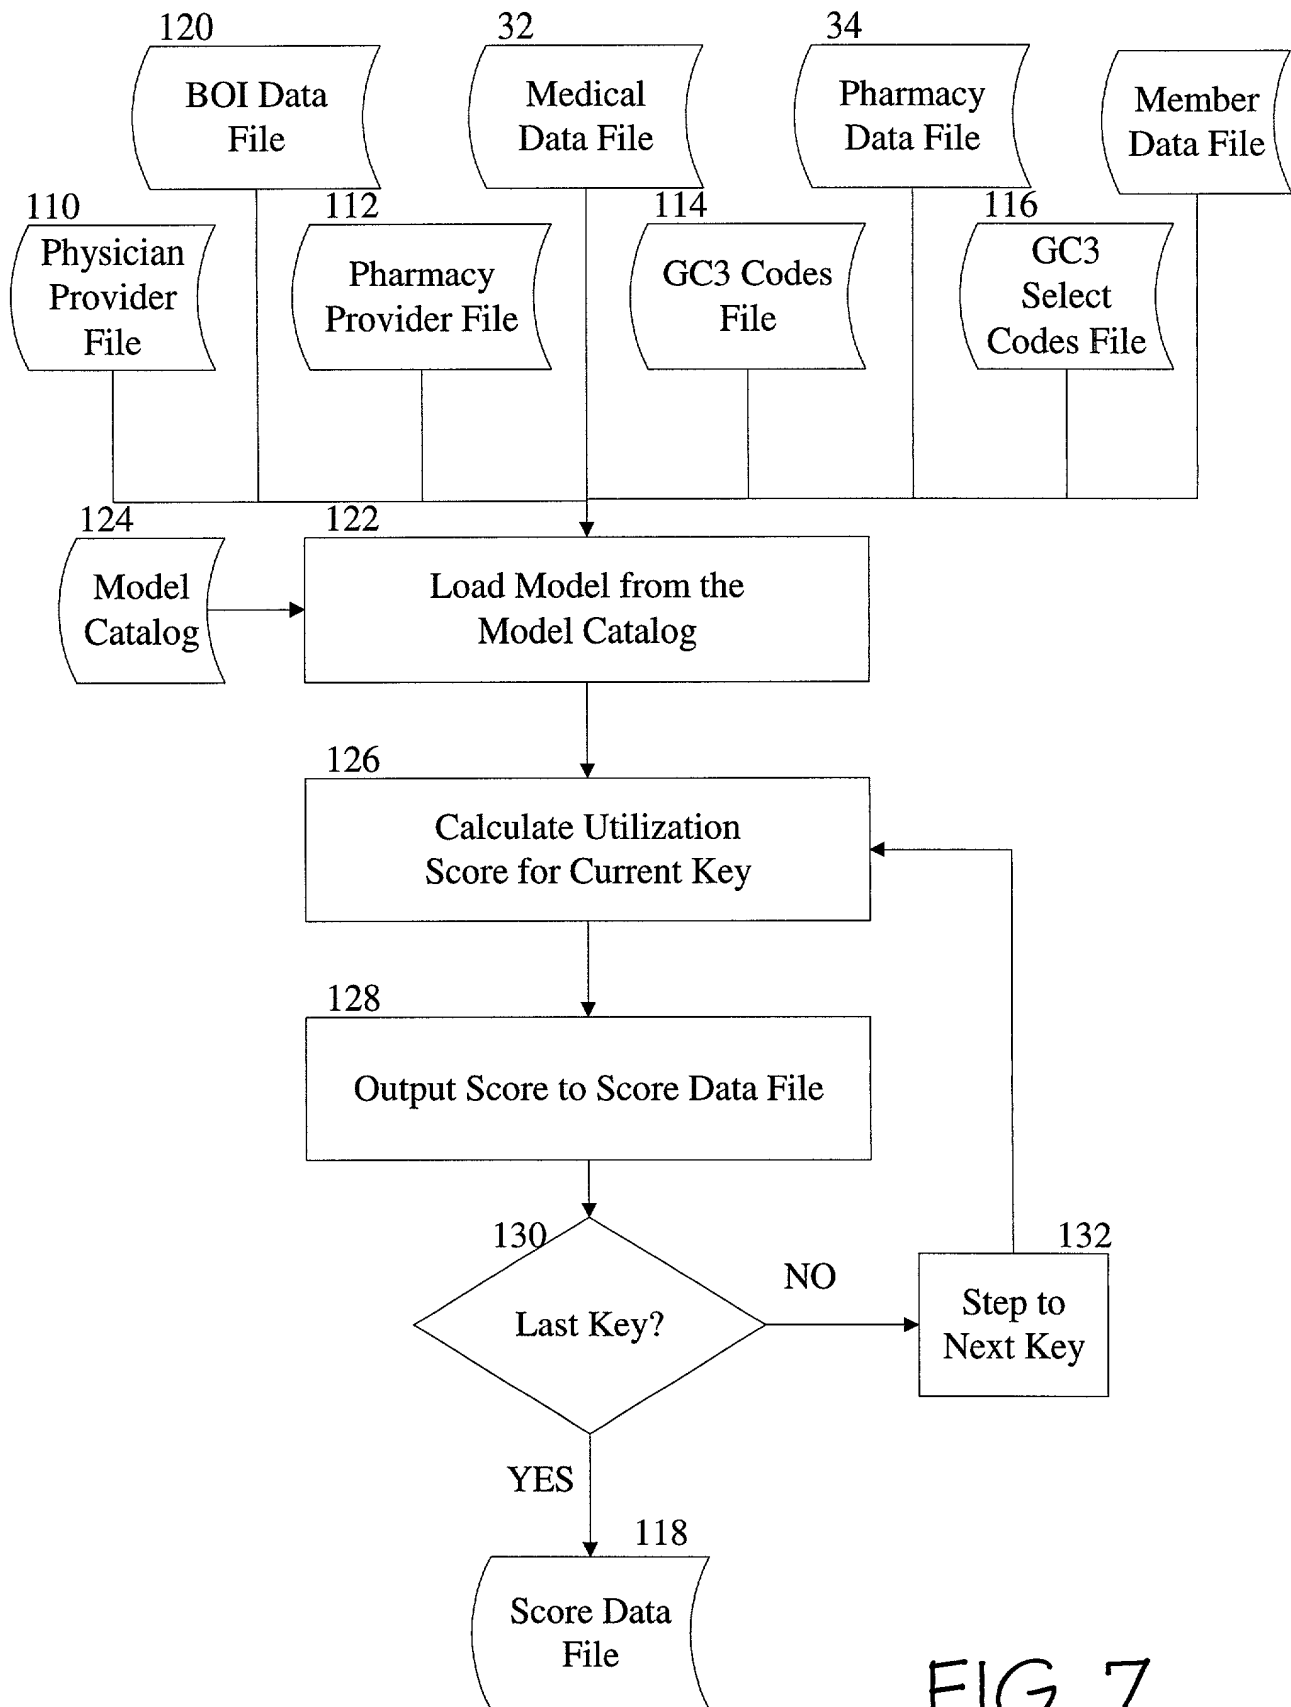 120
32
34
BOI Data
File
Medical
Data File
Pharmacy
Data File
Member
Data File
110
112
114
116
Physician
Provider
File
Pharmacy
Provider File
GC3 Codes
File
GC3
Select
Codes File
124
122
Model
Catalog
Load Model from the
Model Catalog
126
Calculate Utilization
Score for Current Key
128
Output Score to Score Data File
130
Last Key?
NO
132
Step to
Next Key
YES
118
Score Data
File
FIG 7